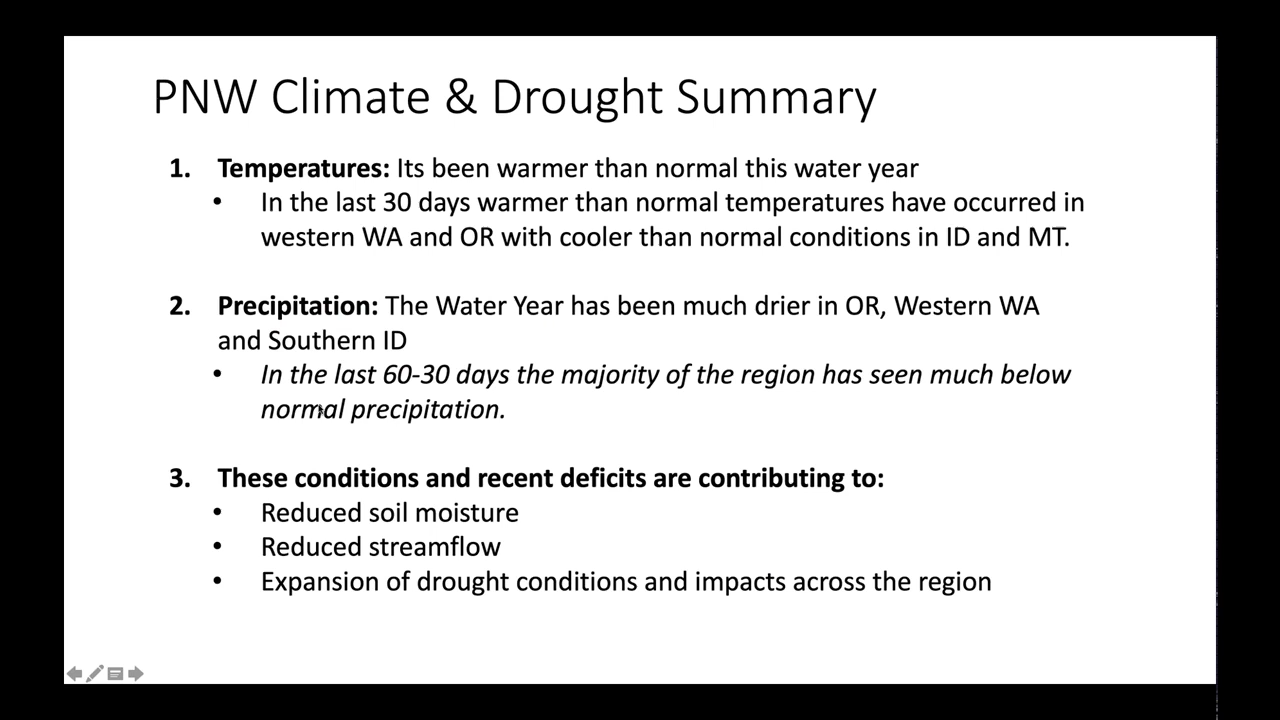 PNW Climate & Drought Summary
1. Temperatures: Its been warmer than normal this water year
• In the last 30 days warmer than normal temperatures have occurred in
western WA and OR with cooler than normal conditions in ID and MT.
2. Precipitation: The Water Year has been much drier in OR, Western WA
and Southern ID
• In the last 60-30 days the majority of the region has seen much below
normal precipitation.
3. These conditions and recent deficits are contributing to:
• Reduced soil moisture
• Reduced streamflow
• Expansion of drought conditions and impacts across the region